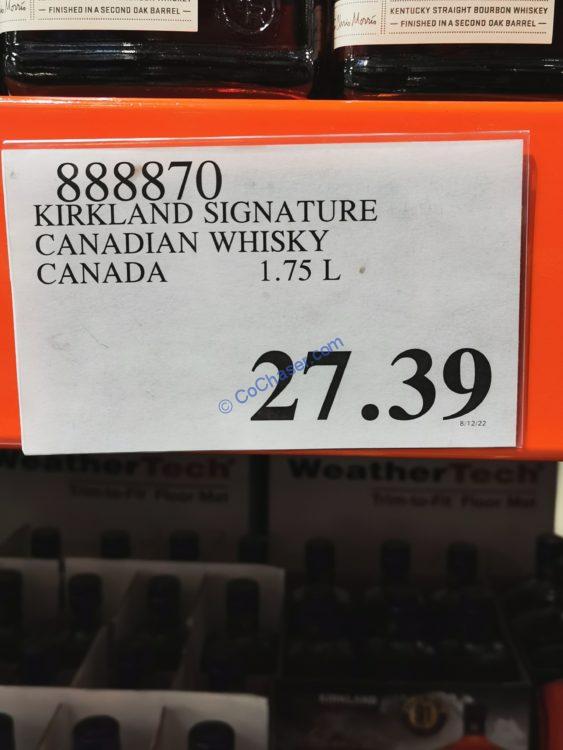 KENTUCKY STRAIGHT BOURBON WHISKEY
FINISHED IN A SECOND OAK BARREL
FINISHED IN A SECOND OAK BARREL
888870
KIRKLAND SIGNATURE
CANADIAN WHISKY
CANADA 1.75 L
27.39
© CoChaser.com
8/12/22
WeatherTech
Trim-to-Fit Floor Mat
WeatherTech
Trim-to-Fit Floor Mat
KIRKLAND